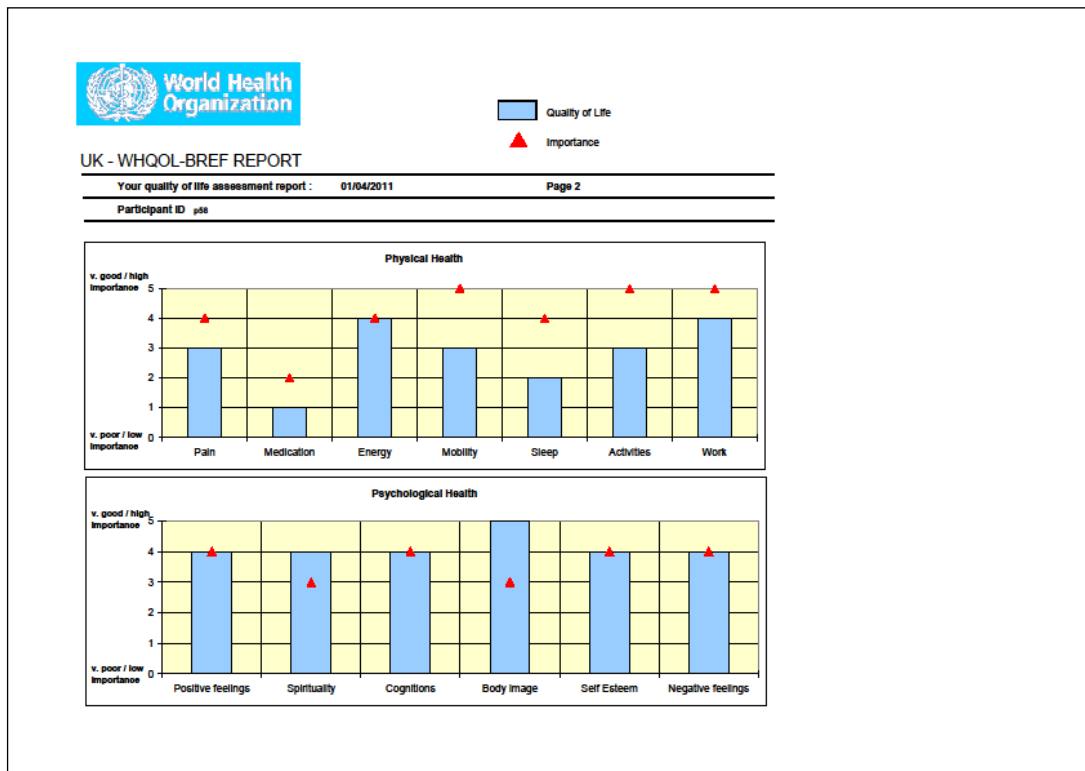 World Health
Organization
Quality of Life
Importance
UK - WHQOL-BREF REPORT
Your quality of life assessment report : 01/04/2011 Page 2
Participant ID p58
Physical Health
v. good / high
Importance
5
4
3
2
1
v. poor / low 0
Importance
Pain Medication Energy Mobility Sleep Activities Work
Psychological Health
v. good / high
Importance 5
4
3
2
1
v. poor / low 0
Importance
Positive feelings Spirituality Cognitions Body Image Self Esteem Negative feelings